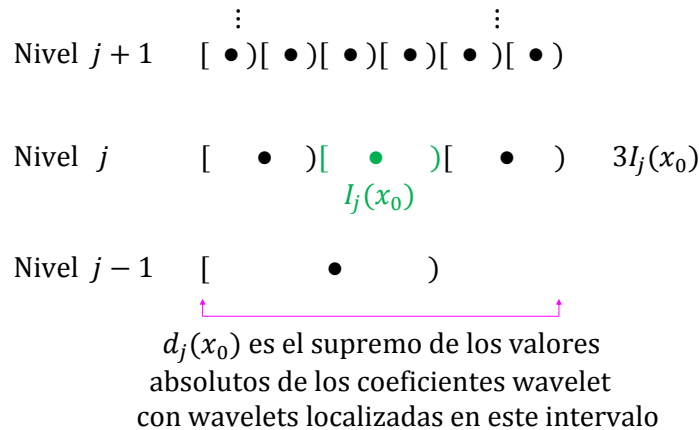 ⋮ ⋮
Nivel j + 1 [ • )[ • )[ • )[ • )[ • )[ • )
Nivel j [ • )[ • )[ • ) 3I_j(x_0)
I_j(x_0)
Nivel j − 1 [ • )
d_j(x_0) es el supremo de los valores
absolutos de los coeficientes wavelet
con wavelets localizadas en este intervalo